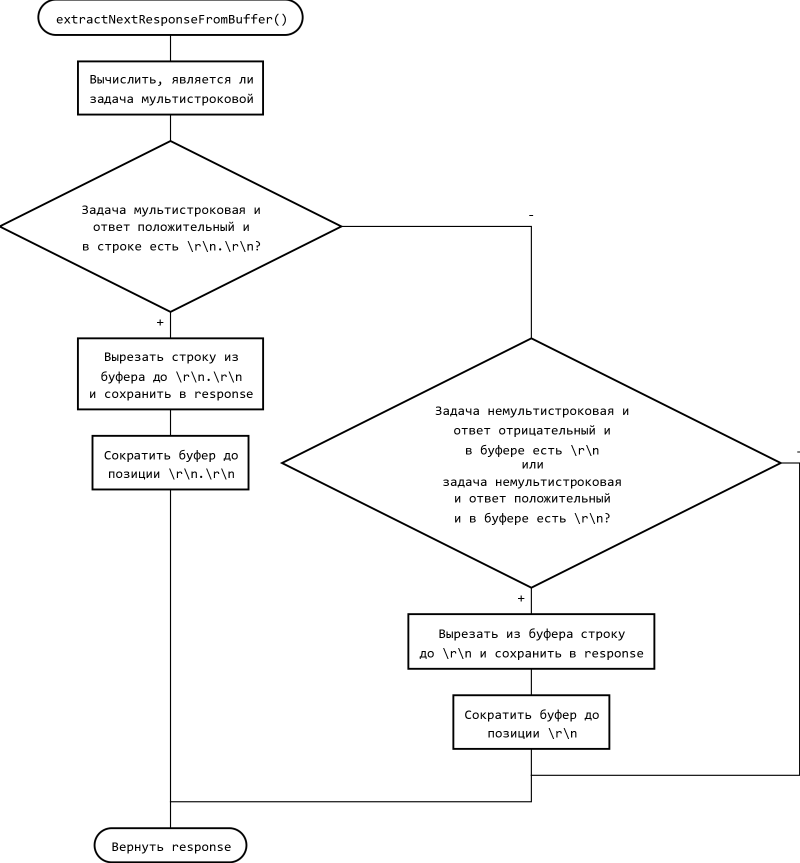 extractNextResponseFromBuffer()
Вычислить, является ли
задача мультистроковой
Задача мультистроковая и
ответ положительный и
в строке есть \r\n.\r\n?
-
+
Вырезать строку из
буфера до \r\n.\r\n
и сохранить в response
Сократить буфер до
позиции \r\n.\r\n
Задача немультистроковая и
ответ отрицательный и
в буфере есть \r\n
или
задача немультистроковая
и ответ положительный
и в буфере есть \r\n?
-
+
Вырезать из буфера строку
до \r\n и сохранить в response
Сократить буфер до
позиции \r\n
Вернуть response